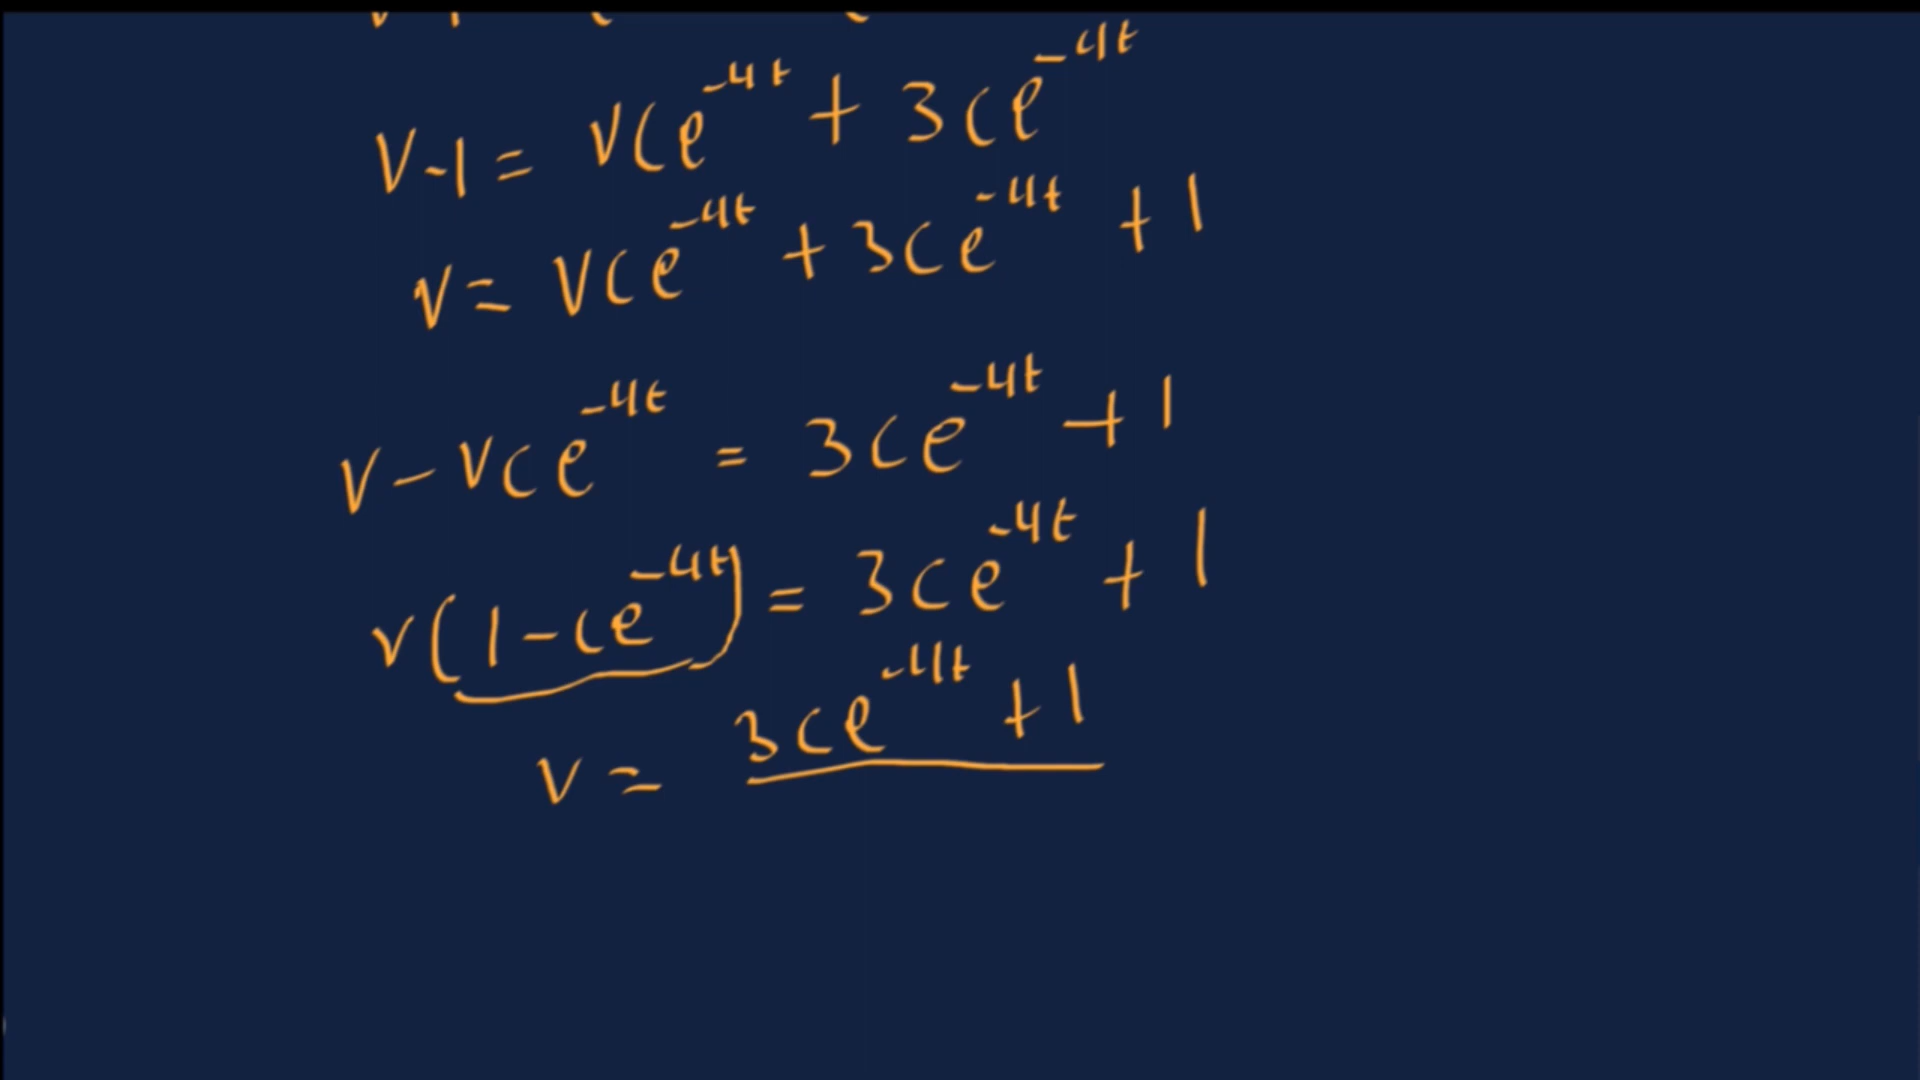 v-1 = vce^{-4t} + 3ce^{-4t}
v = vce^{-4t} + 3ce^{-4t} + 1
v - vce^{-4t} = 3ce^{-4t} + 1
v(1 - ce^{-4t}) = 3ce^{-4t} + 1
v = 3ce^{-4t} + 1